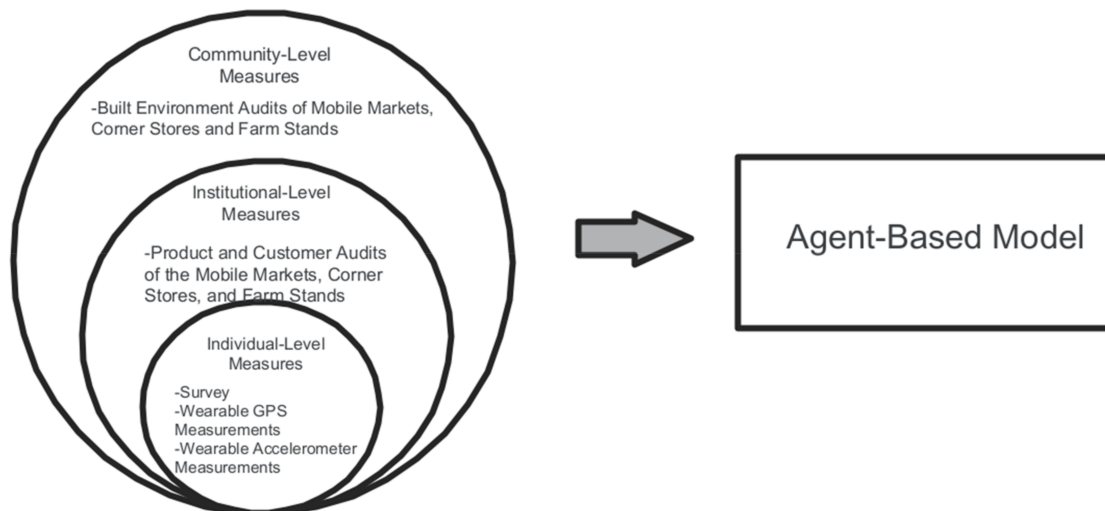 Community-Level
Measures
-Built Environment Audits of Mobile Markets,
Corner Stores and Farm Stands
Institutional-Level
Measures
-Product and Customer Audits
of the Mobile Markets, Corner
Stores, and Farm Stands
Individual-Level
Measures
-Survey
-Wearable GPS
Measurements
-Wearable Accelerometer
Measurements
Agent-Based Model